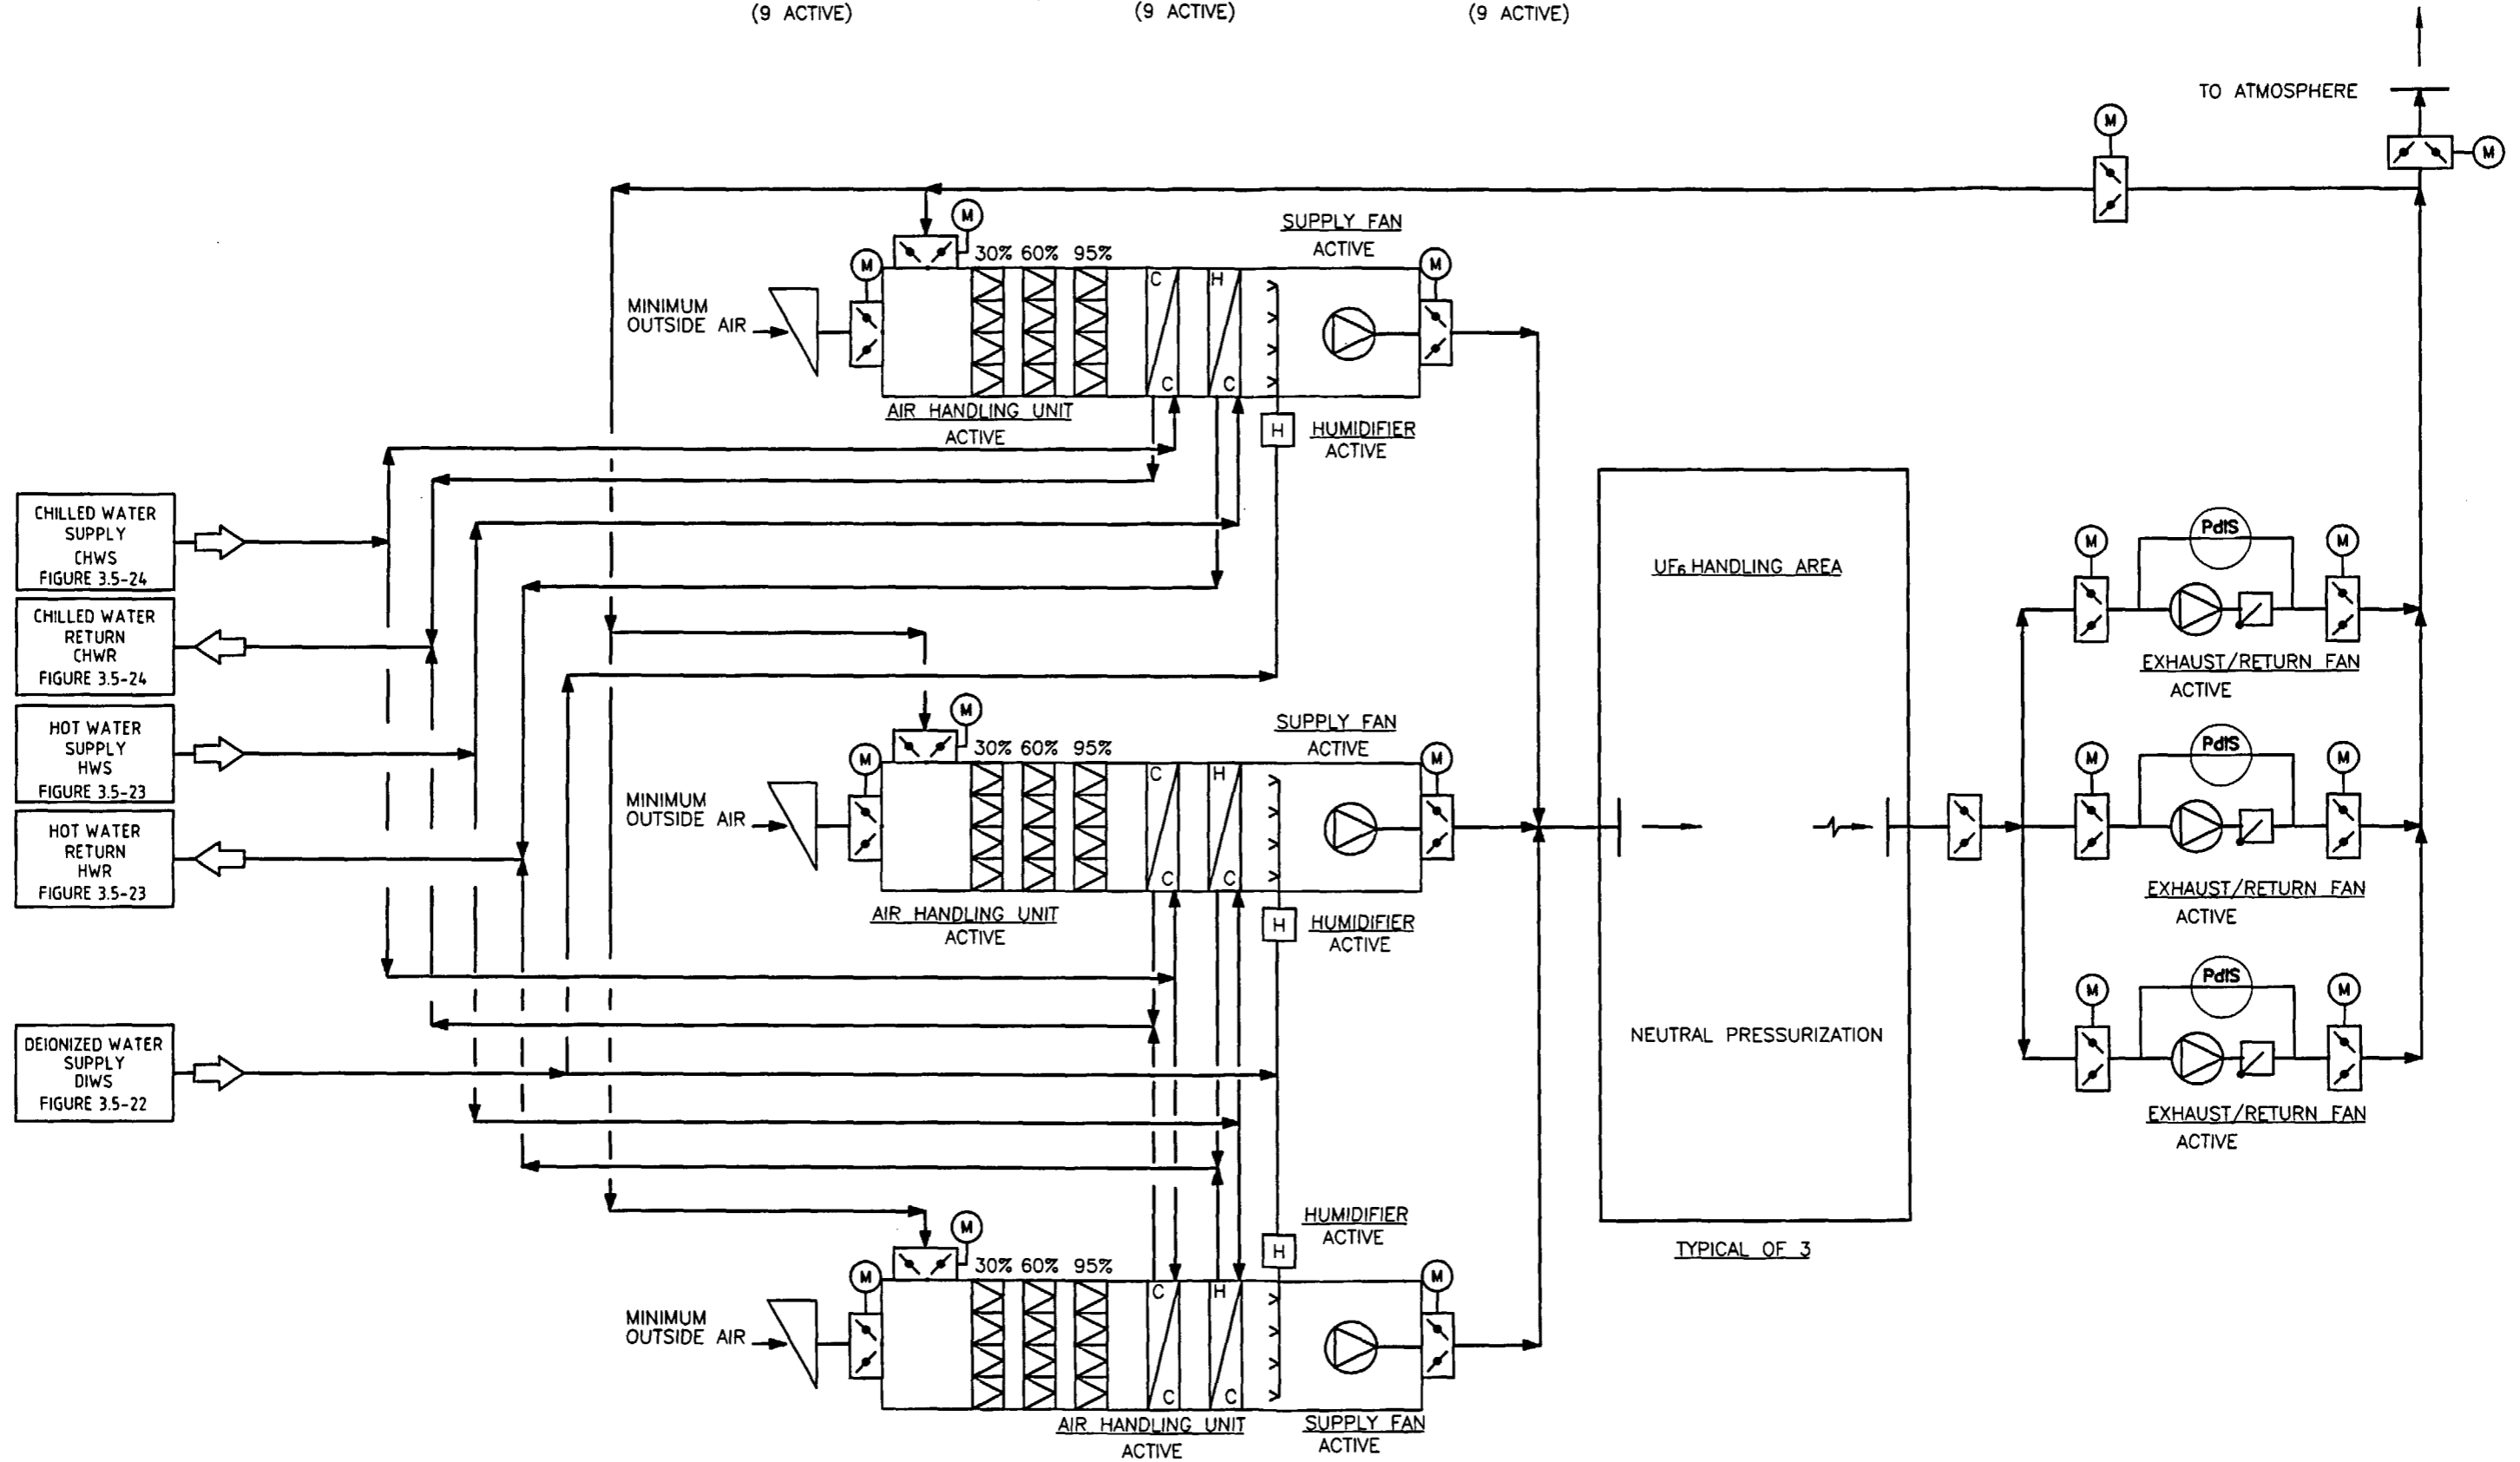 (9 ACTIVE)
(9 ACTIVE)
(9 ACTIVE)
TO ATMOSPHERE
M
M
M
SUPPLY FAN
ACTIVE
M
30% 60% 95%
M
C
H
MINIMUM
OUTSIDE AIR
C
C
AIR HANDLING UNIT
ACTIVE
H
HUMIDIFIER
ACTIVE
CHILLED WATER
SUPPLY
CHWS
FIGURE 3.5-24
CHILLED WATER
RETURN
CHWR
FIGURE 3.5-24
HOT WATER
SUPPLY
HWS
FIGURE 3.5-23
HOT WATER
RETURN
HWR
FIGURE 3.5-23
DEIONIZED WATER
SUPPLY
DIWS
FIGURE 3.5-22
M
SUPPLY FAN
ACTIVE
M
30% 60% 95%
M
C
H
MINIMUM
OUTSIDE AIR
C
C
AIR HANDLING UNIT
ACTIVE
H
HUMIDIFIER
ACTIVE
HUMIDIFIER
ACTIVE
H
M
M
30% 60% 95%
M
C
H
MINIMUM
OUTSIDE AIR
C
C
AIR HANDLING UNIT
ACTIVE
SUPPLY FAN
ACTIVE
UF6 HANDLING AREA
NEUTRAL PRESSURIZATION
TYPICAL OF 3
M
PdIS
M
EXHAUST/RETURN FAN
ACTIVE
M
PdIS
M
EXHAUST/RETURN FAN
ACTIVE
M
PdIS
M
EXHAUST/RETURN FAN
ACTIVE